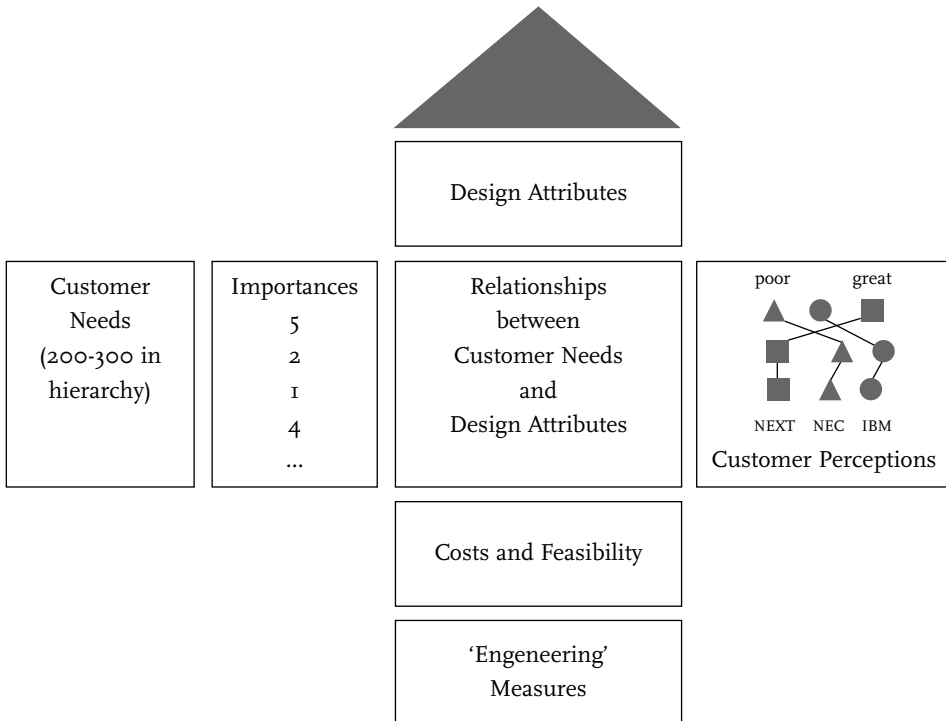 Design Attributes
Customer
Needs
(200-300 in
hierarchy)
Importances
5
2
1
4
...
Relationships
between
Customer Needs
and
Design Attributes
poor great
NEXT NEC IBM
Customer Perceptions
Costs and Feasibility
‘Engeneering’
Measures